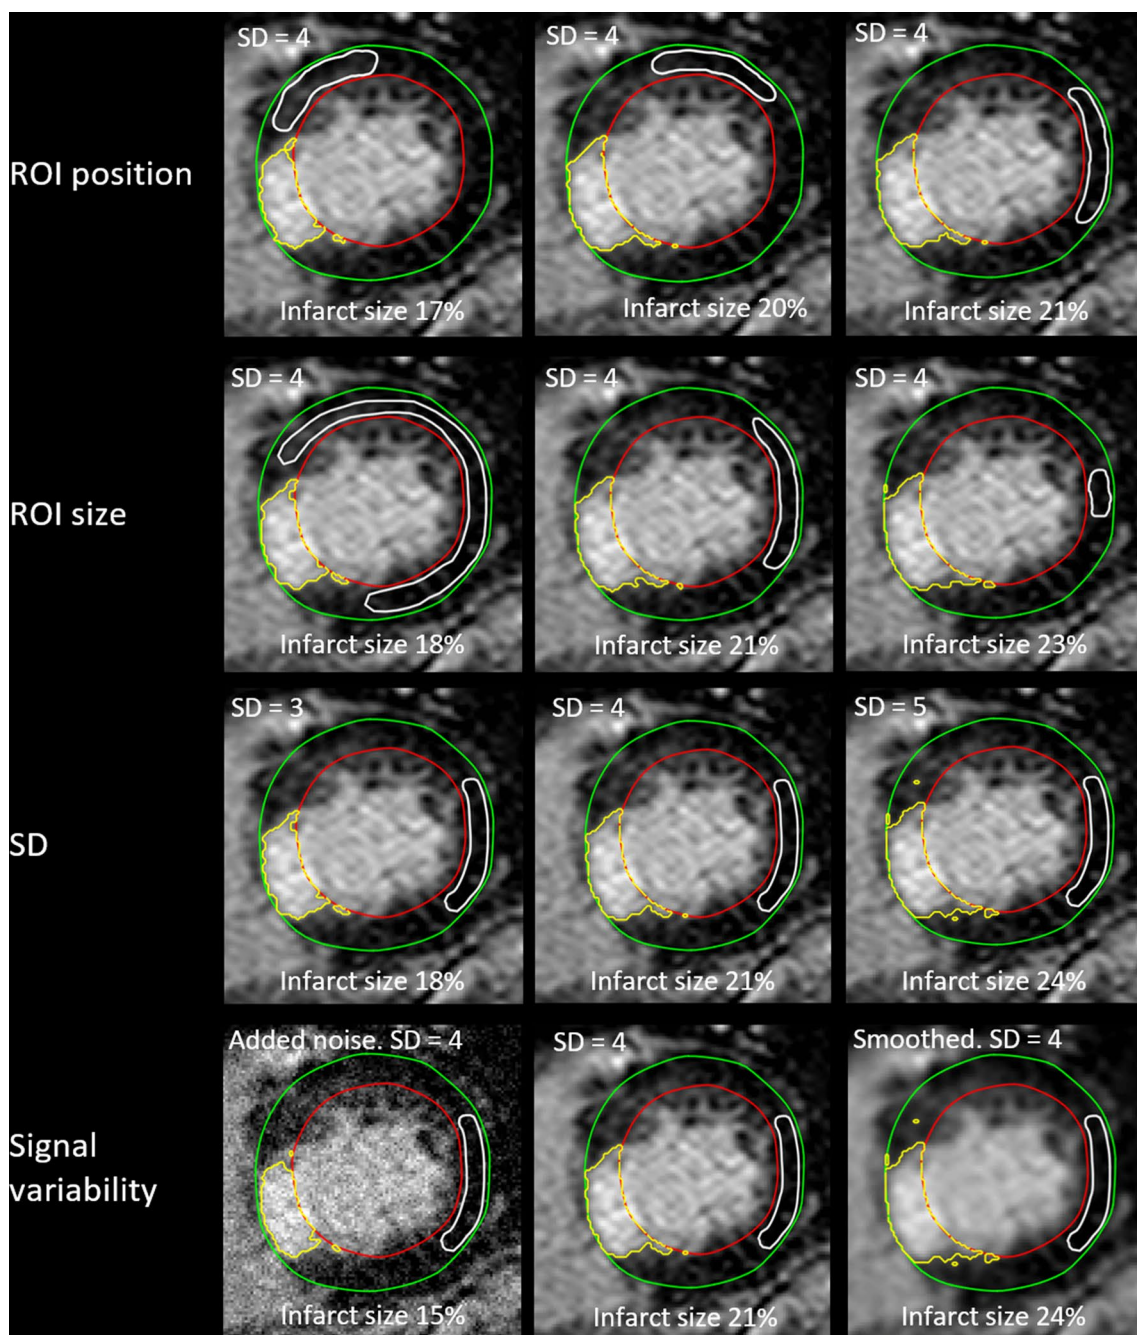 SD = 4
SD = 4
SD = 4
ROI position
Infarct size 17%
Infarct size 20%
Infarct size 21%
SD = 4
SD = 4
SD = 4
ROI size
Infarct size 18%
Infarct size 21%
Infarct size 23%
SD = 3
SD = 4
SD = 5
SD
Infarct size 18%
Infarct size 21%
Infarct size 24%
Added noise. SD = 4
SD = 4
Smoothed. SD = 4
Signal
variability
Infarct size 15%
Infarct size 21%
Infarct size 24%